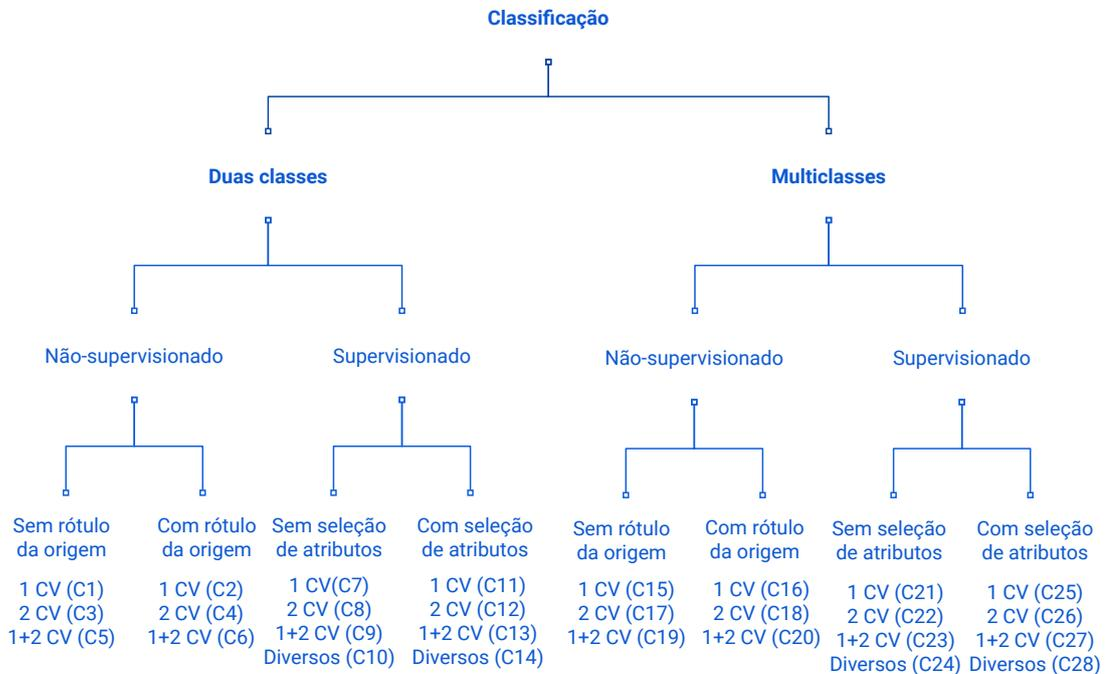 Classificação
Duas classes
Multiclasses
Não-supervisionado
Supervisionado
Não-supervisionado
Supervisionado
Sem rótulo
da origem
1 CV (C1)
2 CV (C3)
1+2 CV (C5)
Com rótulo
da origem
1 CV (C2)
2 CV (C4)
1+2 CV (C6)
Sem seleção
de atributos
1 CV(C7)
2 CV (C8)
1+2 CV (C9)
Diversos (C10)
Com seleção
de atributos
1 CV (C11)
2 CV (C12)
1+2 CV (C13)
Diversos (C14)
Sem rótulo
da origem
1 CV (C15)
2 CV (C17)
1+2 CV (C19)
Com rótulo
da origem
1 CV (C16)
2 CV (C18)
1+2 CV (C20)
Sem seleção
de atributos
1 CV (C21)
2 CV (C22)
1+2 CV (C23)
Diversos (C24)
Com seleção
de atributos
1 CV (C25)
2 CV (C26)
1+2 CV (C27)
Diversos (C28)